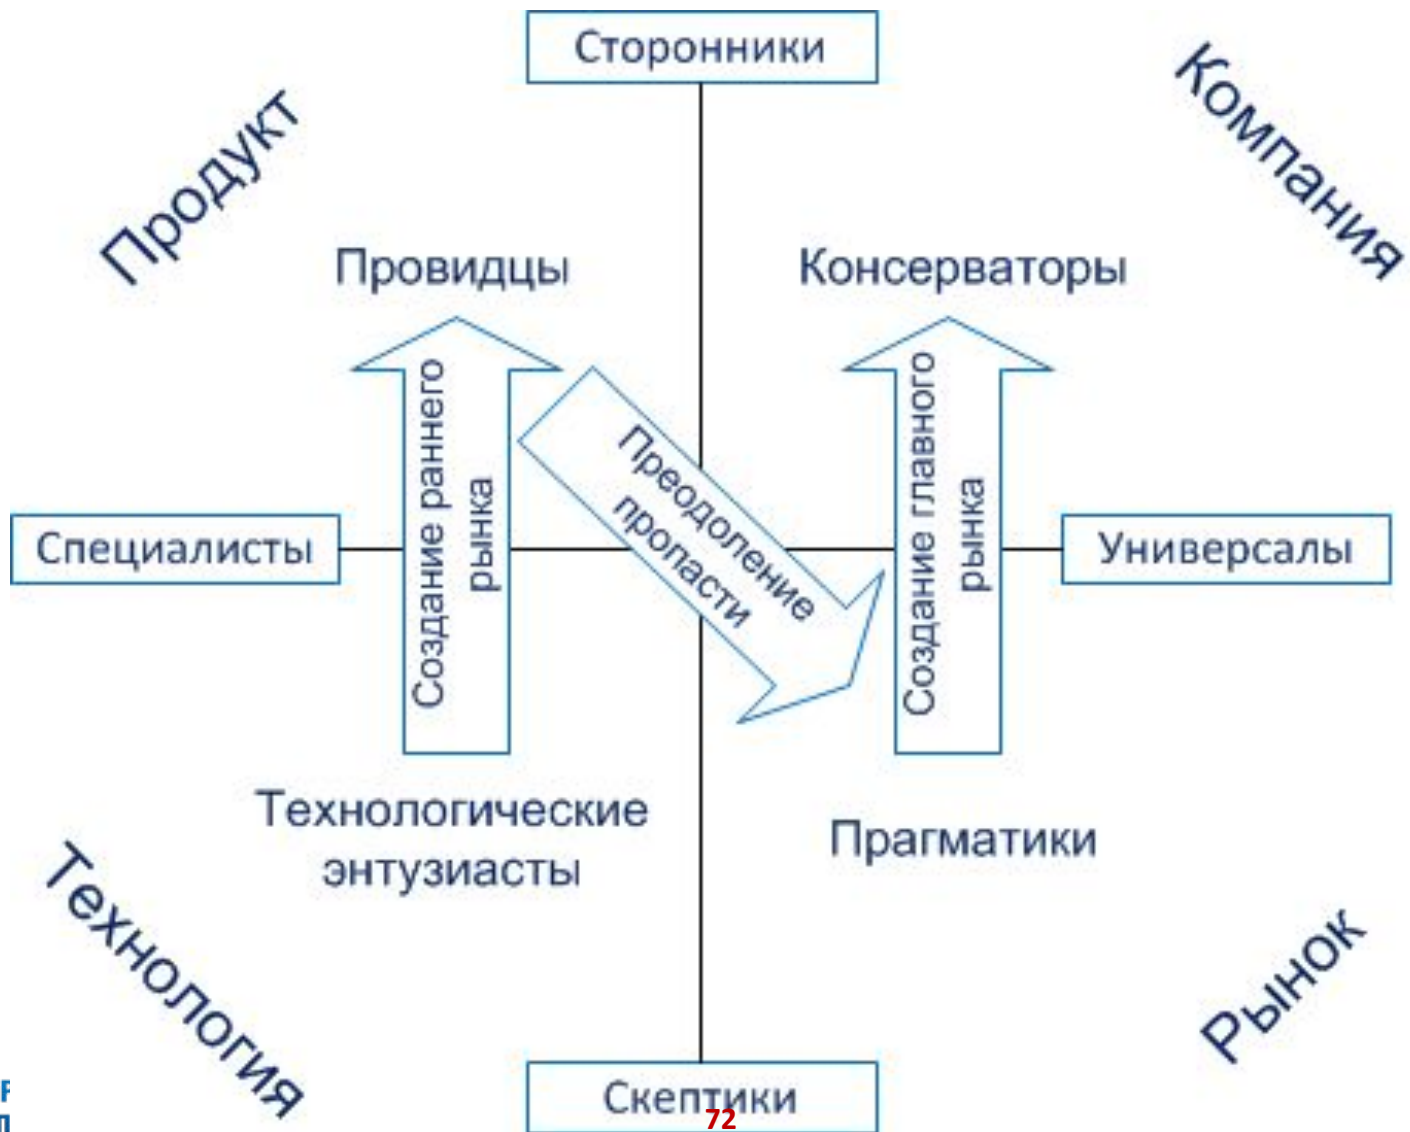 Сторонники
Продукт
Компания
Провидцы
Консерваторы
Создание раннего
рынка
Преодоление
пропасти
Создание главного
рынка
Специалисты
Универсалы
Технологические
энтузиасты
Прагматики
Технология
Рынок
Скептики
72